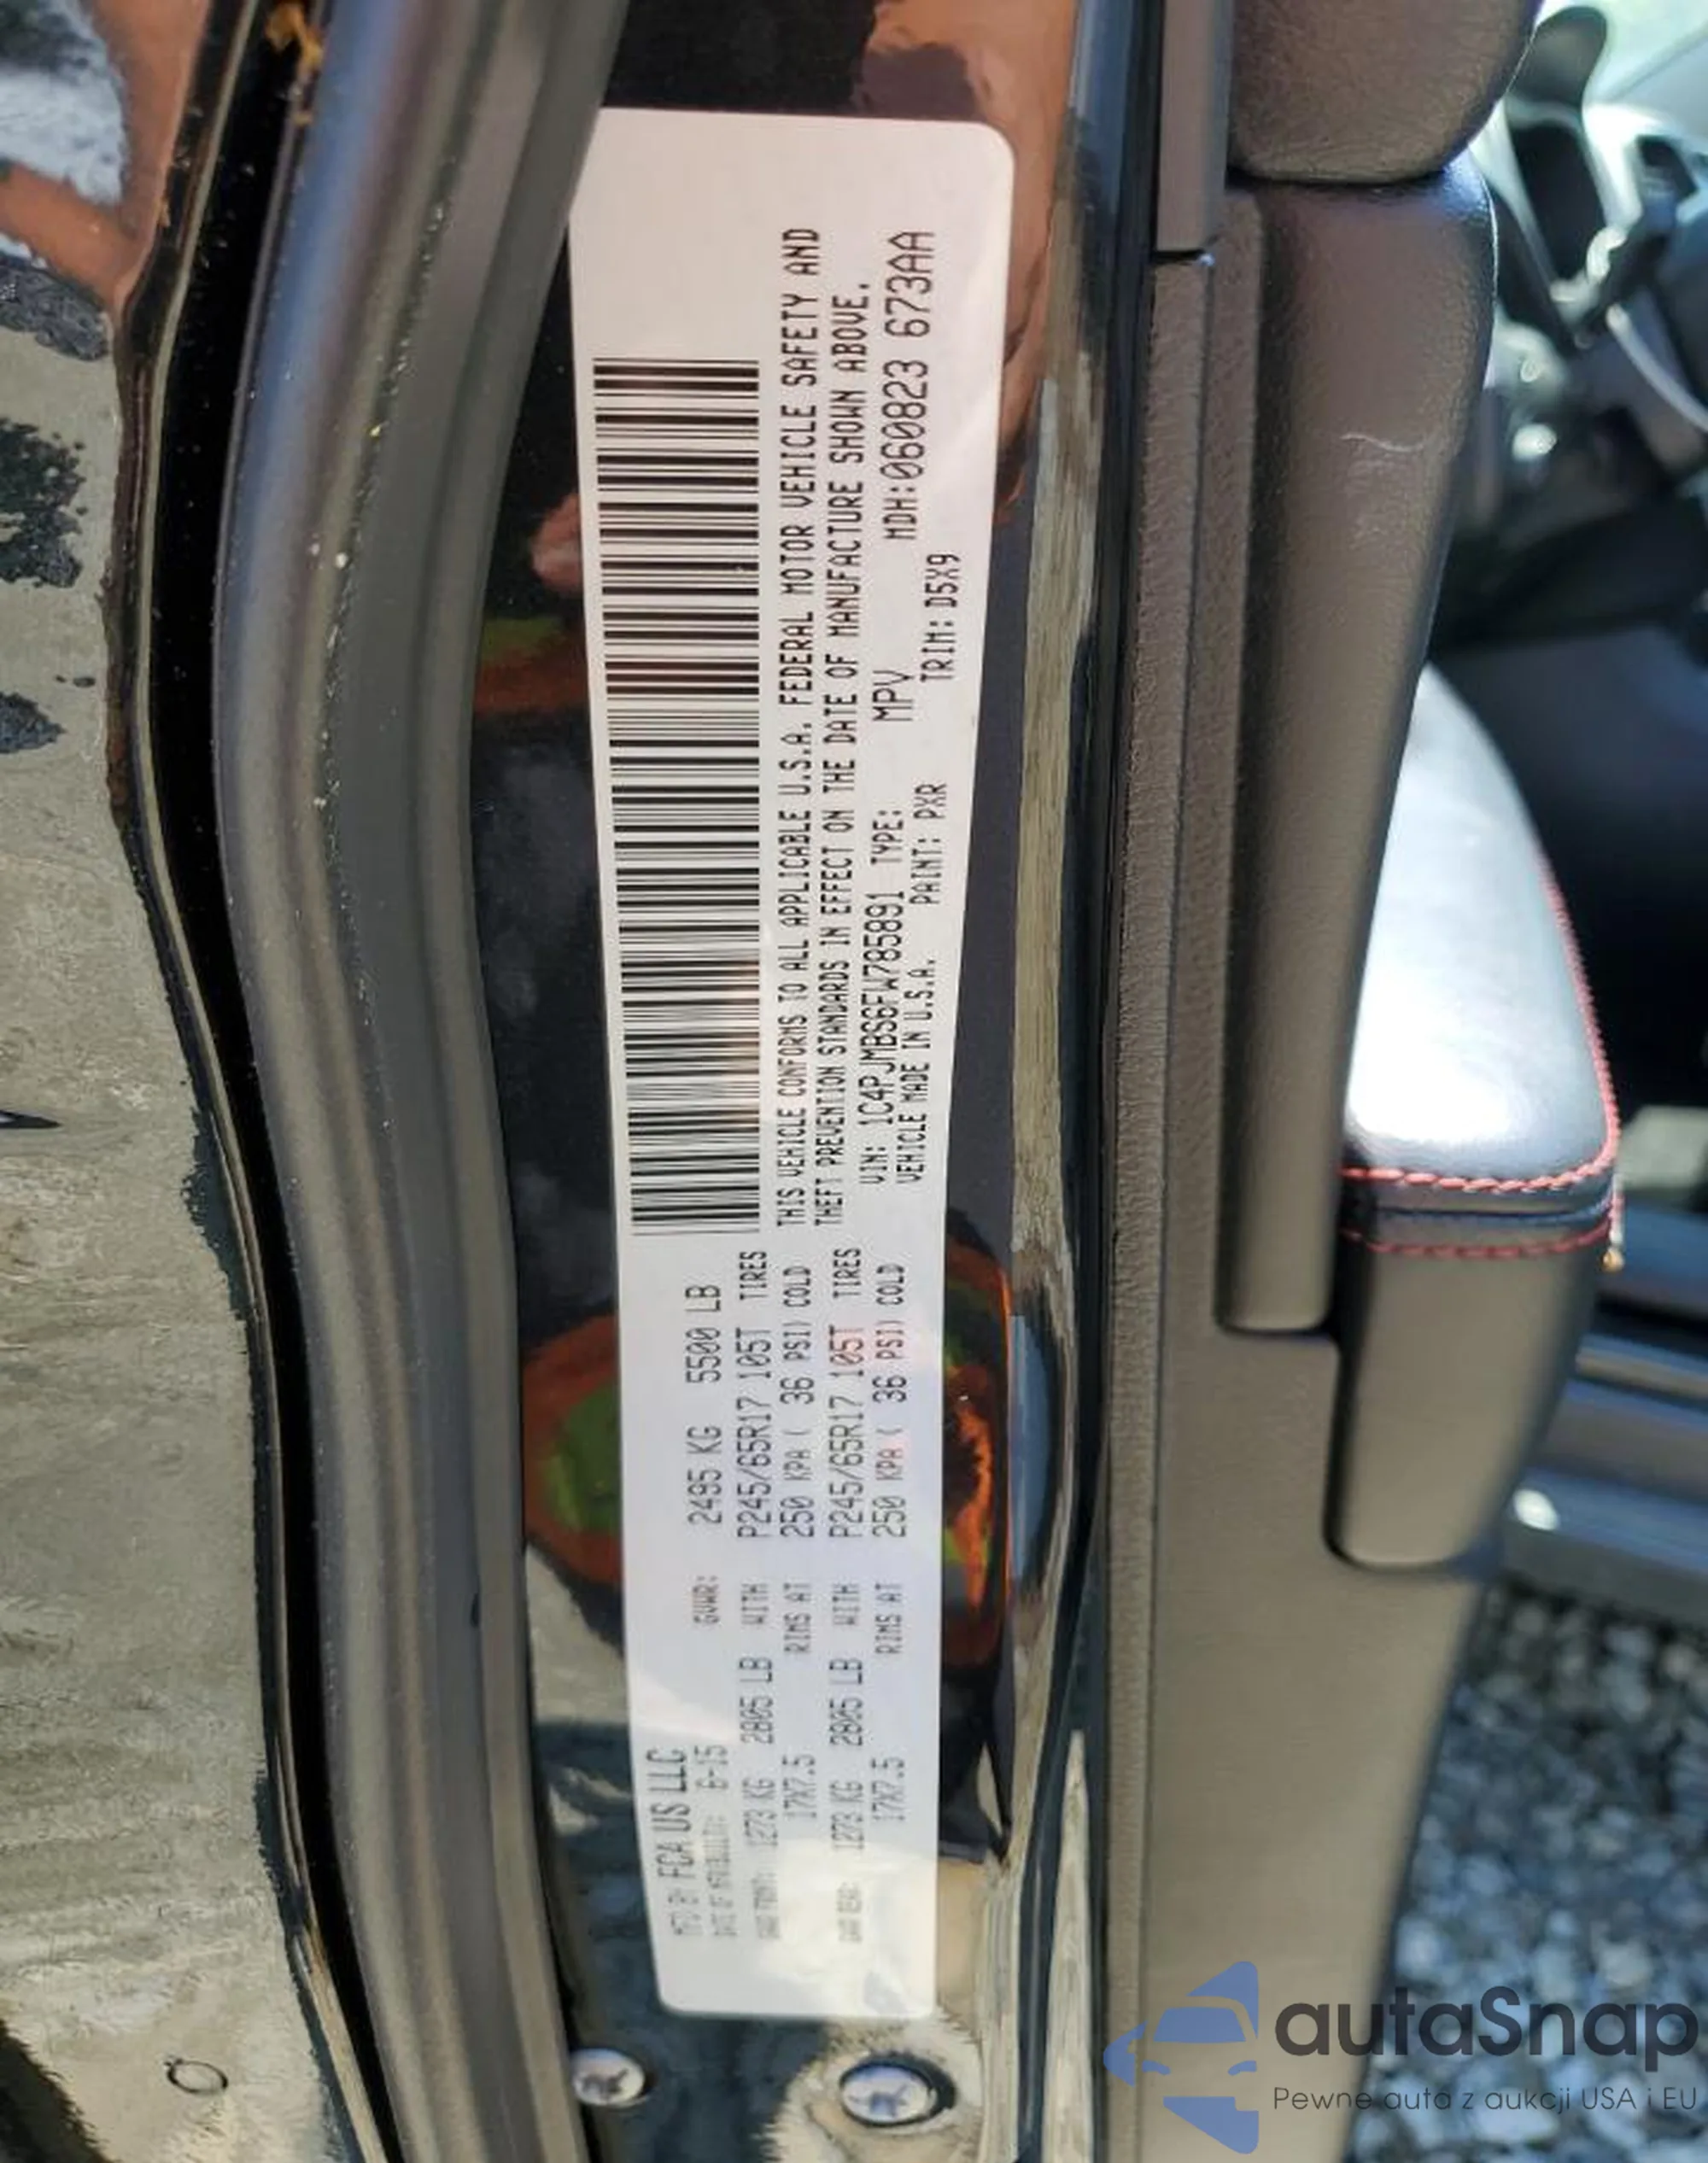 MFD BY FCA US LLC
DATE OF MFR 6-15 GVWR: 2495 KG 5500 LB
GAWR FRONT: 1273 KG 2805 LB WITH P245/65R17 105T TIRES
17X7.5 RIMS AT 250 KPA ( 36 PSI) COLD
GAWR REAR: 1273 KG 2805 LB WITH P245/65R17 105T TIRES
17X7.5 RIMS AT 250 KPA ( 36 PSI) COLD
THIS VEHICLE CONFORMS TO ALL APPLICABLE U.S.A. FEDERAL MOTOR VEHICLE SAFETY AND
THEFT PREVENTION STANDARDS IN EFFECT ON THE DATE OF MANUFACTURE SHOWN ABOVE.
VIN: 1C4PJMBS6FW785891 TYPE: MPV MDH:060823 673AA
VEHICLE MADE IN U.S.A. PAINT: PXR TRIM: D5X9
autaSnap
Pewne auta z aukcji USA i EU